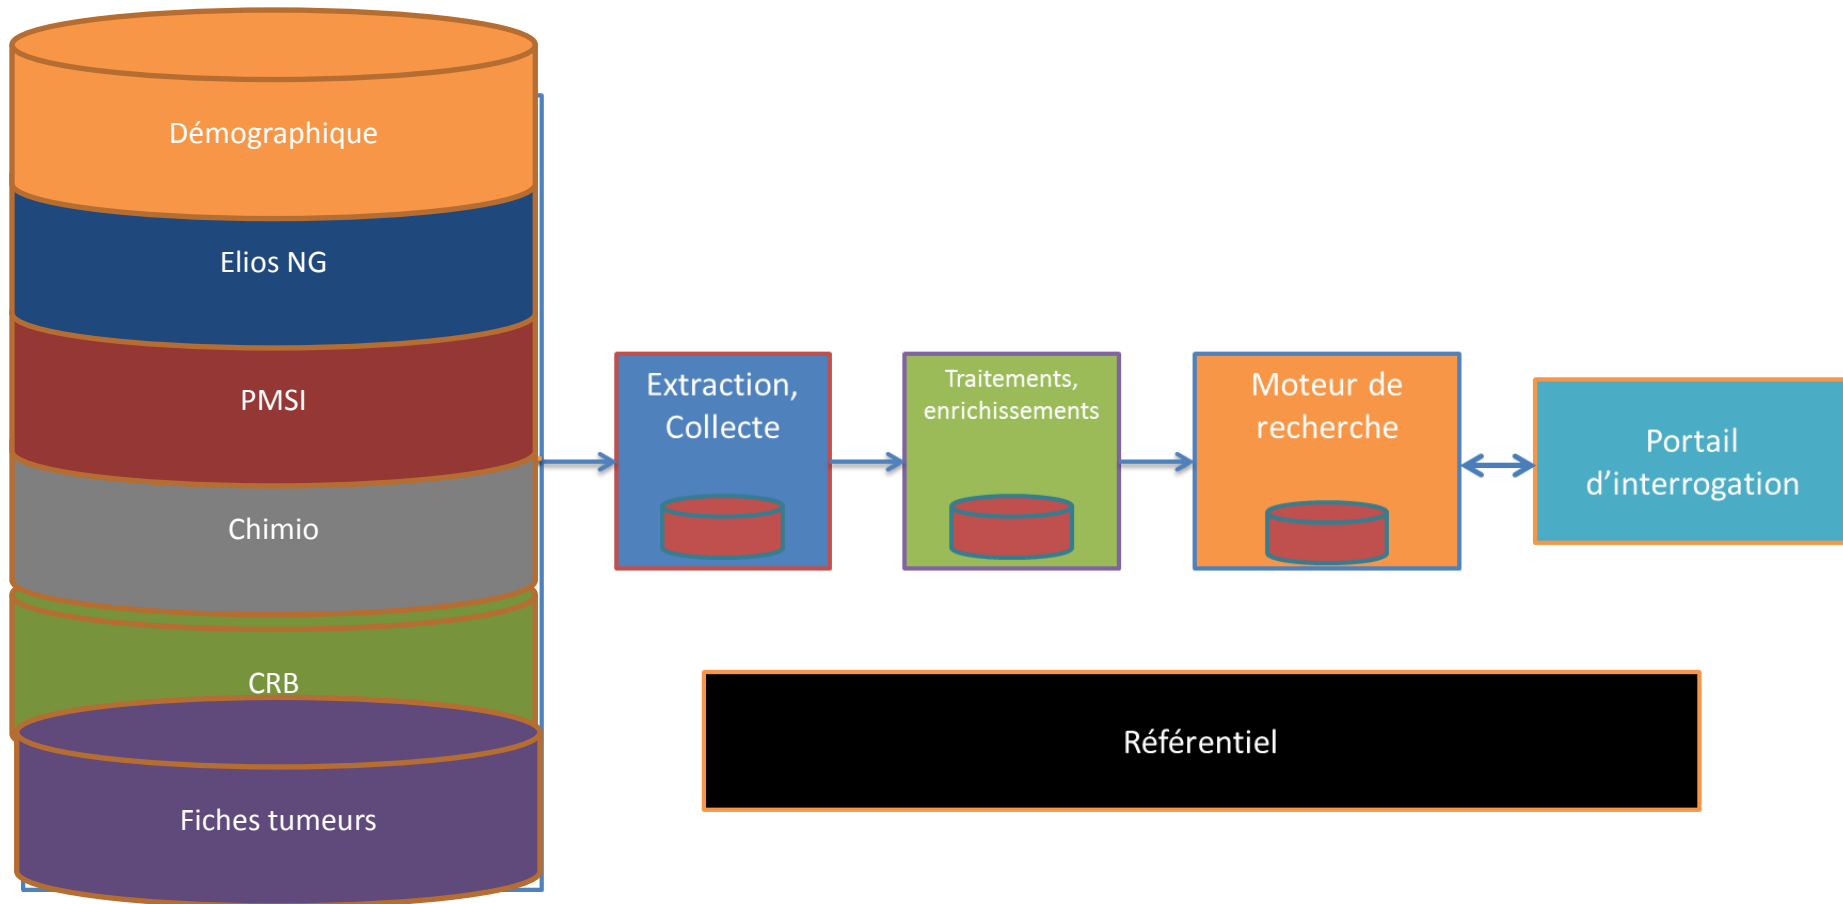 Démographique
Elios NG
PMSI
Chimio
CRB
Fiches tumeurs
Extraction,
Collecte
Traitements,
enrichissements
Moteur de
recherche
Portail
d’interrogation
Référentiel